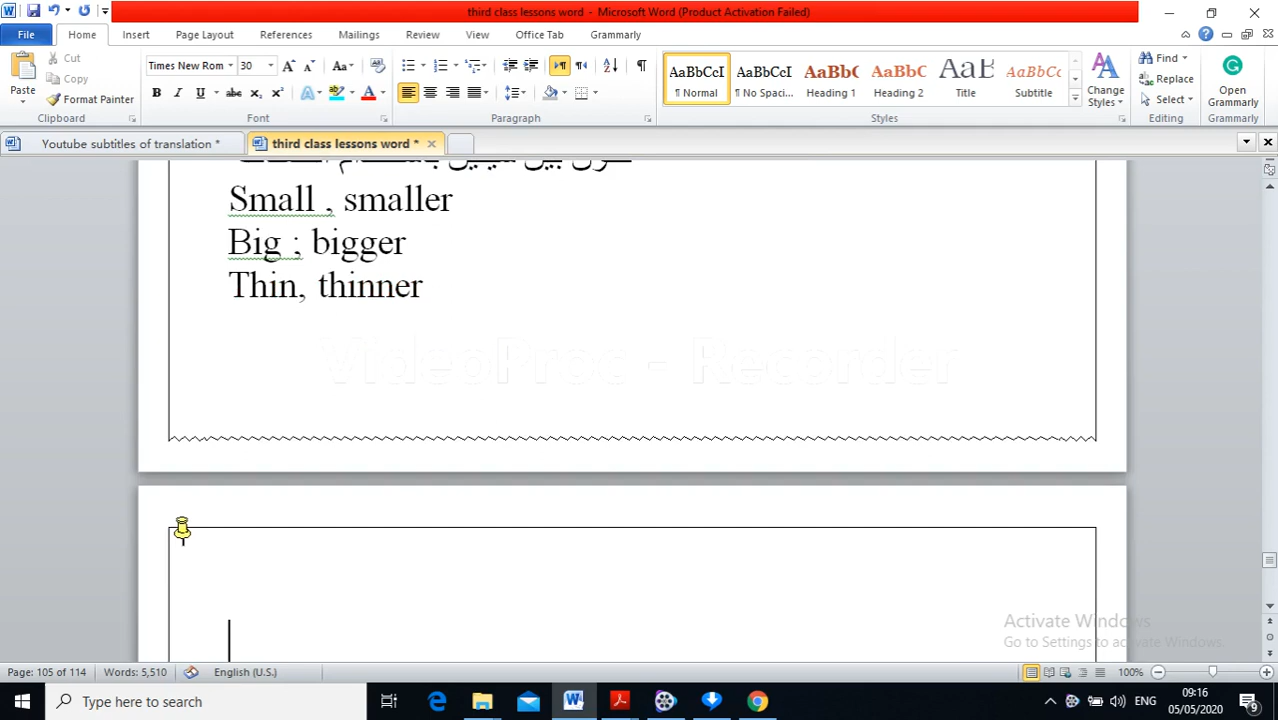 third class lessons word - Microsoft Word (Product Activation Failed)
File Home Insert Page Layout References Mailings Review View Office Tab Grammarly
Cut
Copy
Format Painter
Paste
Clipboard
Times New Rom 30
Font
Paragraph
AaBbCcI AaBbCcI AaBbC AaBbCc AaB AaBbCc.
¶ Normal ¶ No Spaci... Heading 1 Heading 2 Title Subtitle
Change Styles
Styles
Find
Replace
Select
Editing
Open Grammarly
Grammarly
Youtube subtitles of translation * third class lessons word *
Small , smaller
Big ; bigger
Thin, thinner
VideoProc - Recorder
Activate Windows
Go to Settings to activate Windows.
Page: 105 of 114 Words: 5,510 English (U.S.) 100%
Type here to search
ENG
09:16
05/05/2020
9